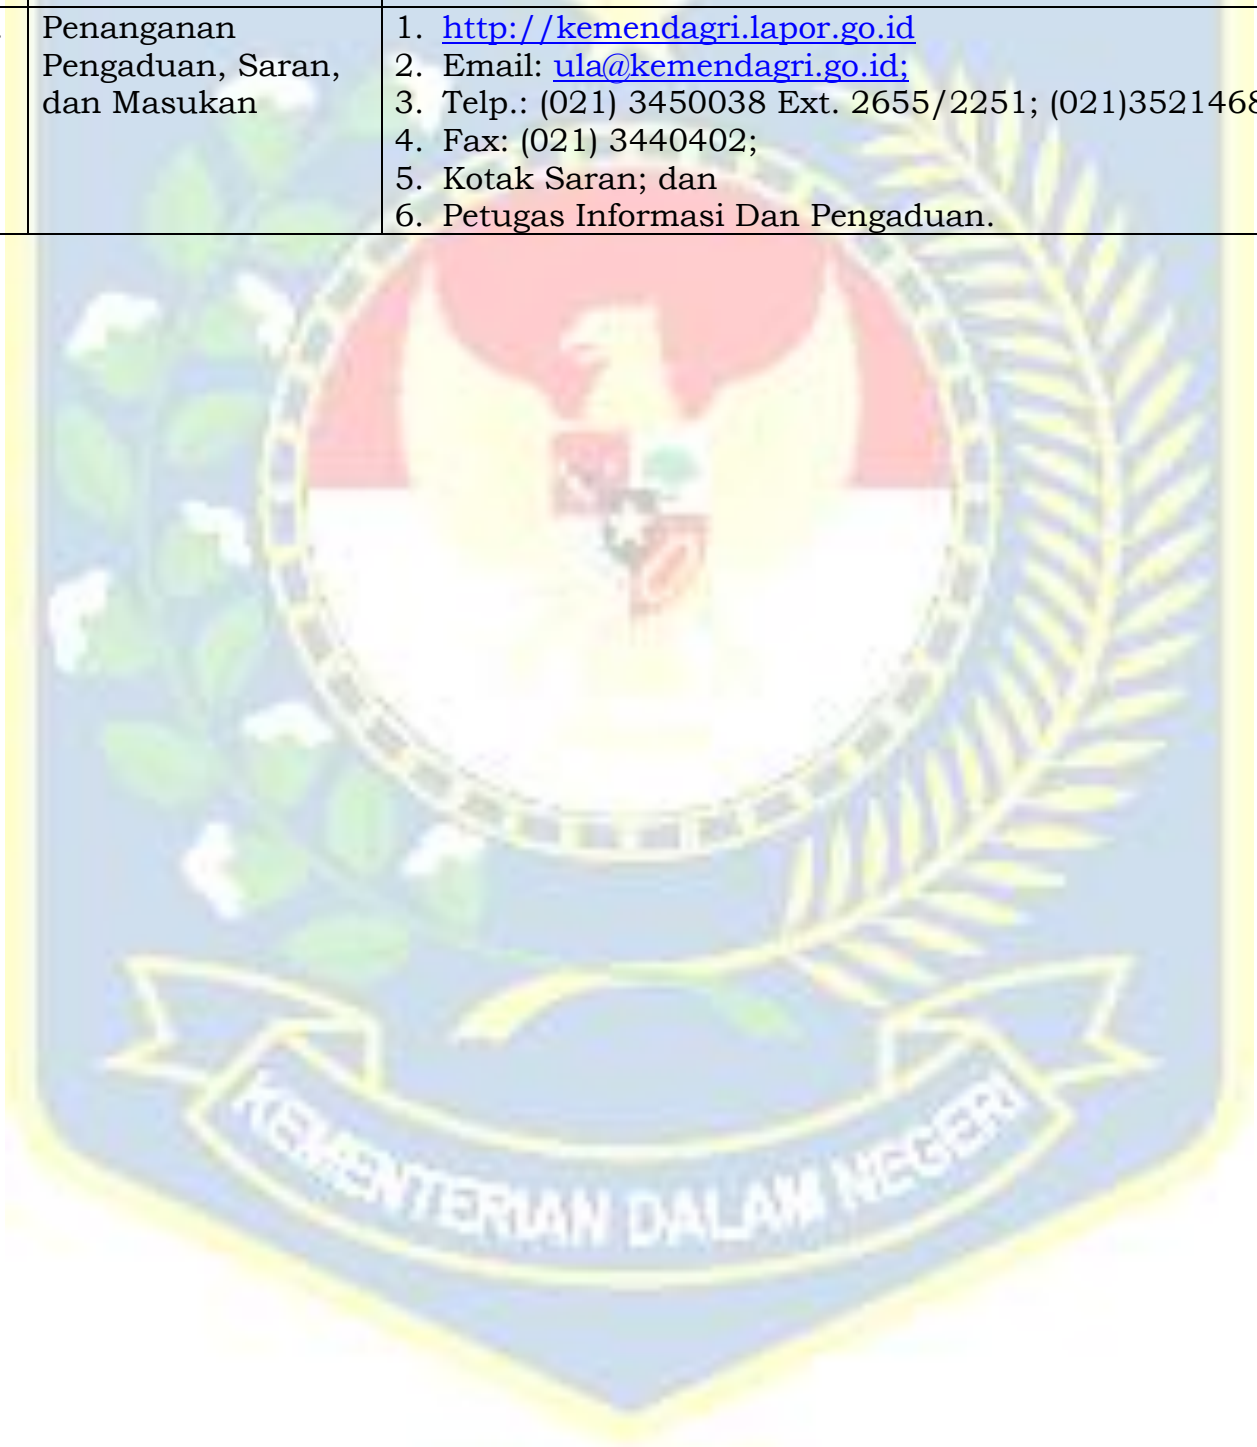 Penanganan
Pengaduan, Saran,
dan Masukan
1. http://kemendagri.lapor.go.id
2. Email: ula@kemendagri.go.id;
3. Telp.: (021) 3450038 Ext. 2655/2251; (021)3521468
4. Fax: (021) 3440402;
5. Kotak Saran; dan
6. Petugas Informasi Dan Pengaduan.
KEMENTERIAN DALAM NEGERI